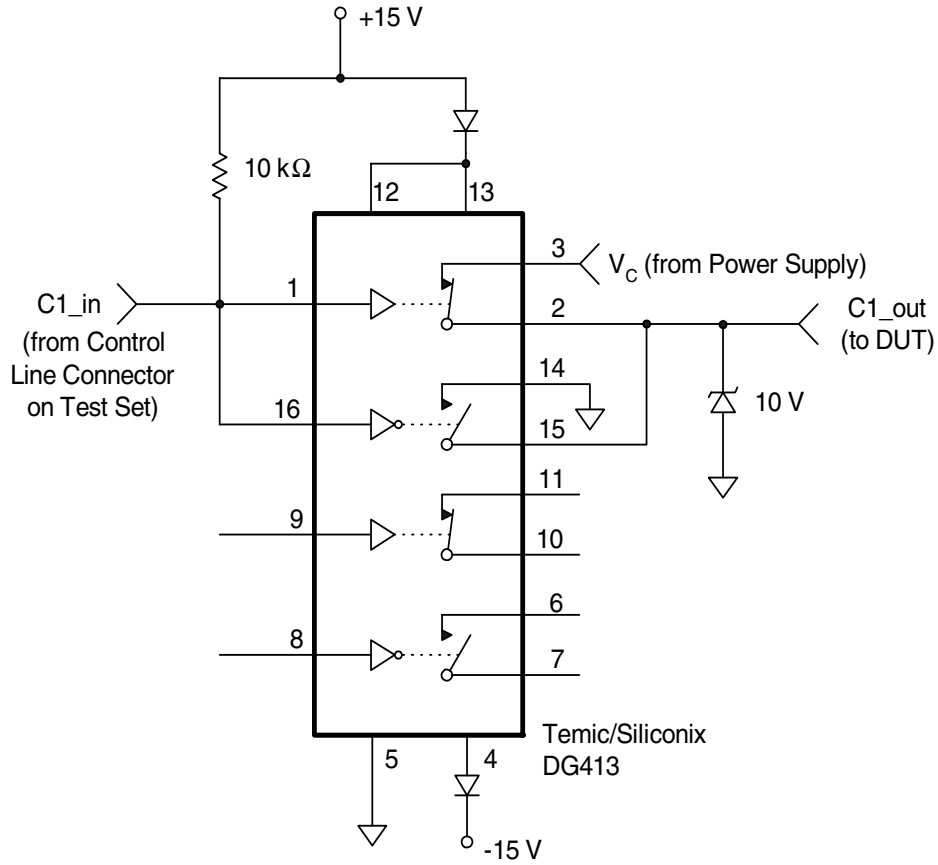 +15 V
10 kΩ
12
13
3
V_C (from Power Supply)
1
C1_in
(from Control
Line Connector
on Test Set)
2
C1_out
(to DUT)
14
16
15
10 V
11
9
10
6
8
7
5
4
Temic/Siliconix
DG413
-15 V